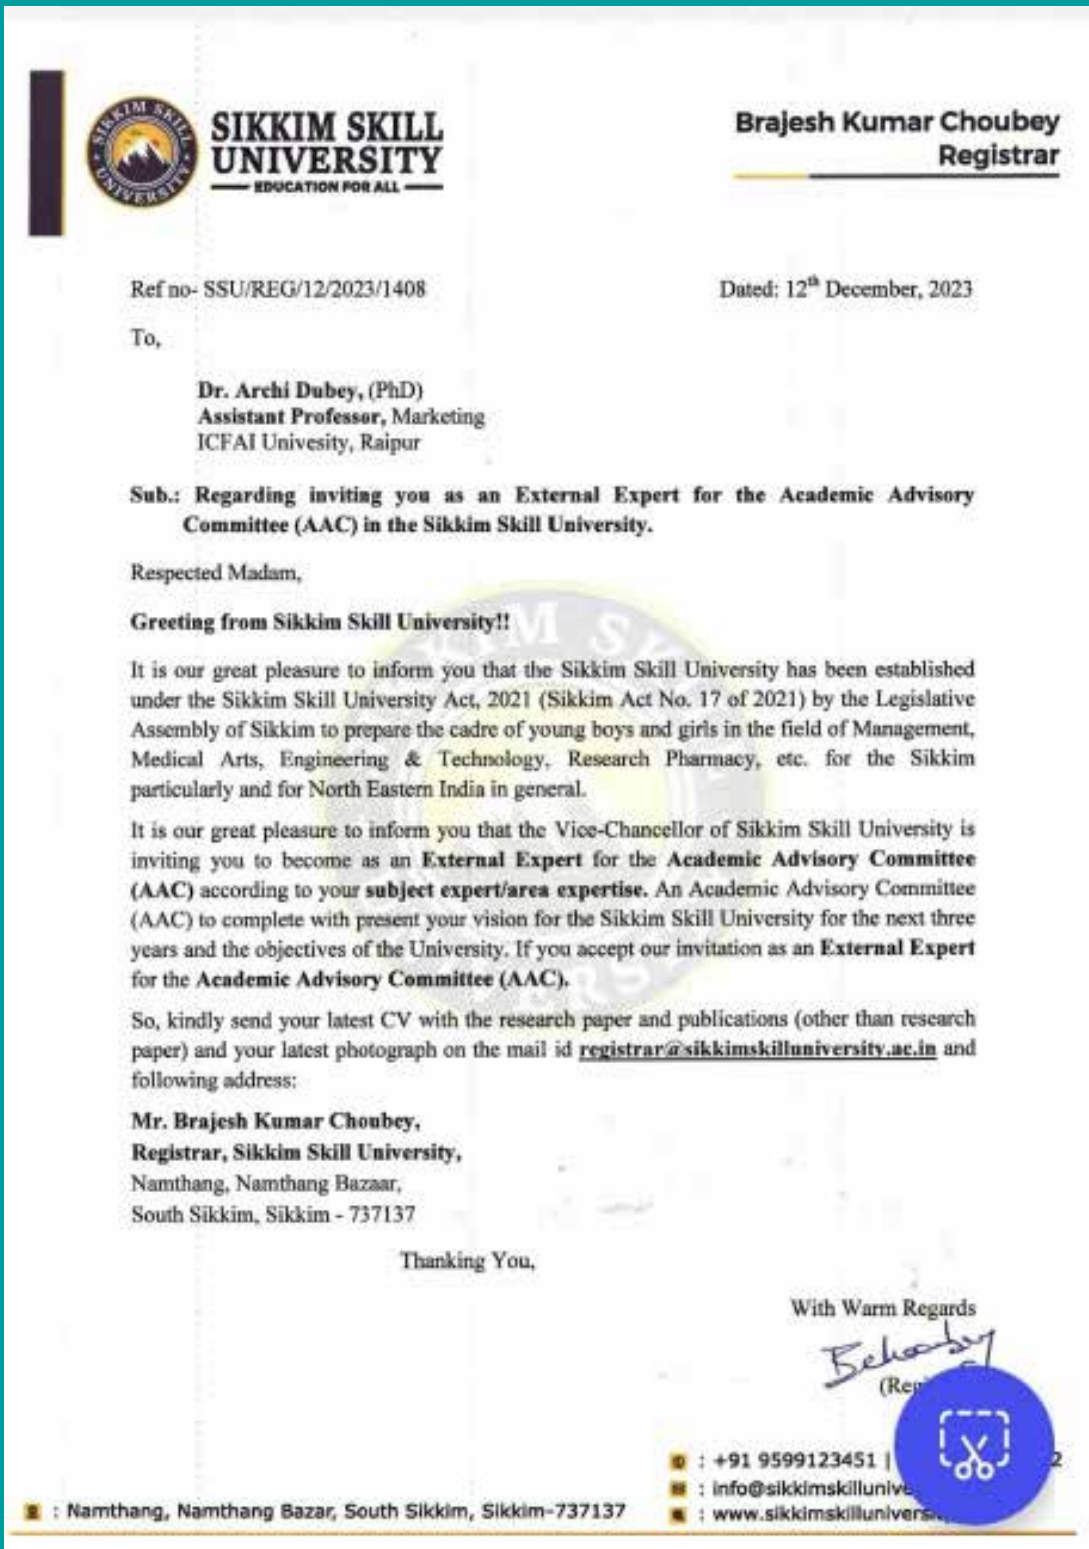 SIKKIM SKILL
UNIVERSITY
EDUCATION FOR ALL
SIKKIM SKILL UNIVERSITY
Brajesh Kumar Choubey
Registrar
Ref no- SSU/REG/12/2023/1408
Dated: 12th December, 2023
To,
Dr. Archi Dubey, (PhD)
Assistant Professor, Marketing
ICFAI Univesity, Raipur
Sub.: Regarding inviting you as an External Expert for the Academic Advisory
Committee (AAC) in the Sikkim Skill University.
Respected Madam,
Greeting from Sikkim Skill University!!
It is our great pleasure to inform you that the Sikkim Skill University has been established
under the Sikkim Skill University Act, 2021 (Sikkim Act No. 17 of 2021) by the Legislative
Assembly of Sikkim to prepare the cadre of young boys and girls in the field of Management,
Medical Arts, Engineering & Technology, Research Pharmacy, etc. for the Sikkim
particularly and for North Eastern India in general.
It is our great pleasure to inform you that the Vice-Chancellor of Sikkim Skill University is
inviting you to become as an External Expert for the Academic Advisory Committee
(AAC) according to your subject expert/area expertise. An Academic Advisory Committee
(AAC) to complete with present your vision for the Sikkim Skill University for the next three
years and the objectives of the University. If you accept our invitation as an External Expert
for the Academic Advisory Committee (AAC).
So, kindly send your latest CV with the research paper and publications (other than research
paper) and your latest photograph on the mail id registrar@sikkimskilluniversity.ac.in and
following address:
Mr. Brajesh Kumar Choubey,
Registrar, Sikkim Skill University,
Namthang, Namthang Bazaar,
South Sikkim, Sikkim - 737137
Thanking You,
With Warm Regards
: +91 9599123451 |
: Namthang, Namthang Bazar, South Sikkim, Sikkim-737137